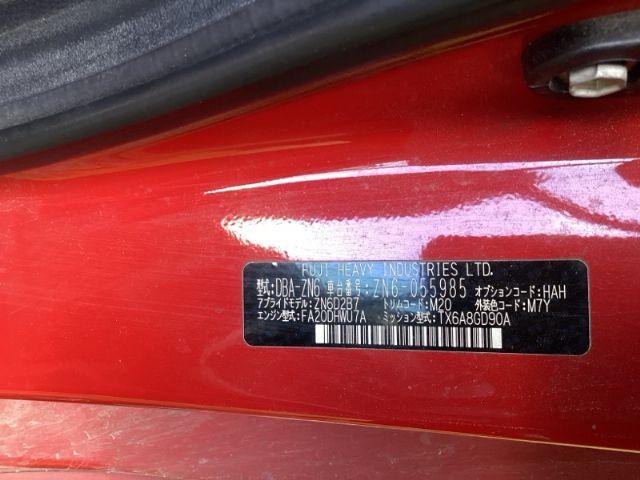 FUJI HEAVY INDUSTRIES LTD.
型式:DBA-ZN6 車台番号:ZN6-055985 オプションコード:HAH
アプライドモデル:ZN6D2B7 トリムコード:M20 外装色コード:M7Y
エンジン型式:FA20DHWU7A ミッション型式:TX6A8GD90A